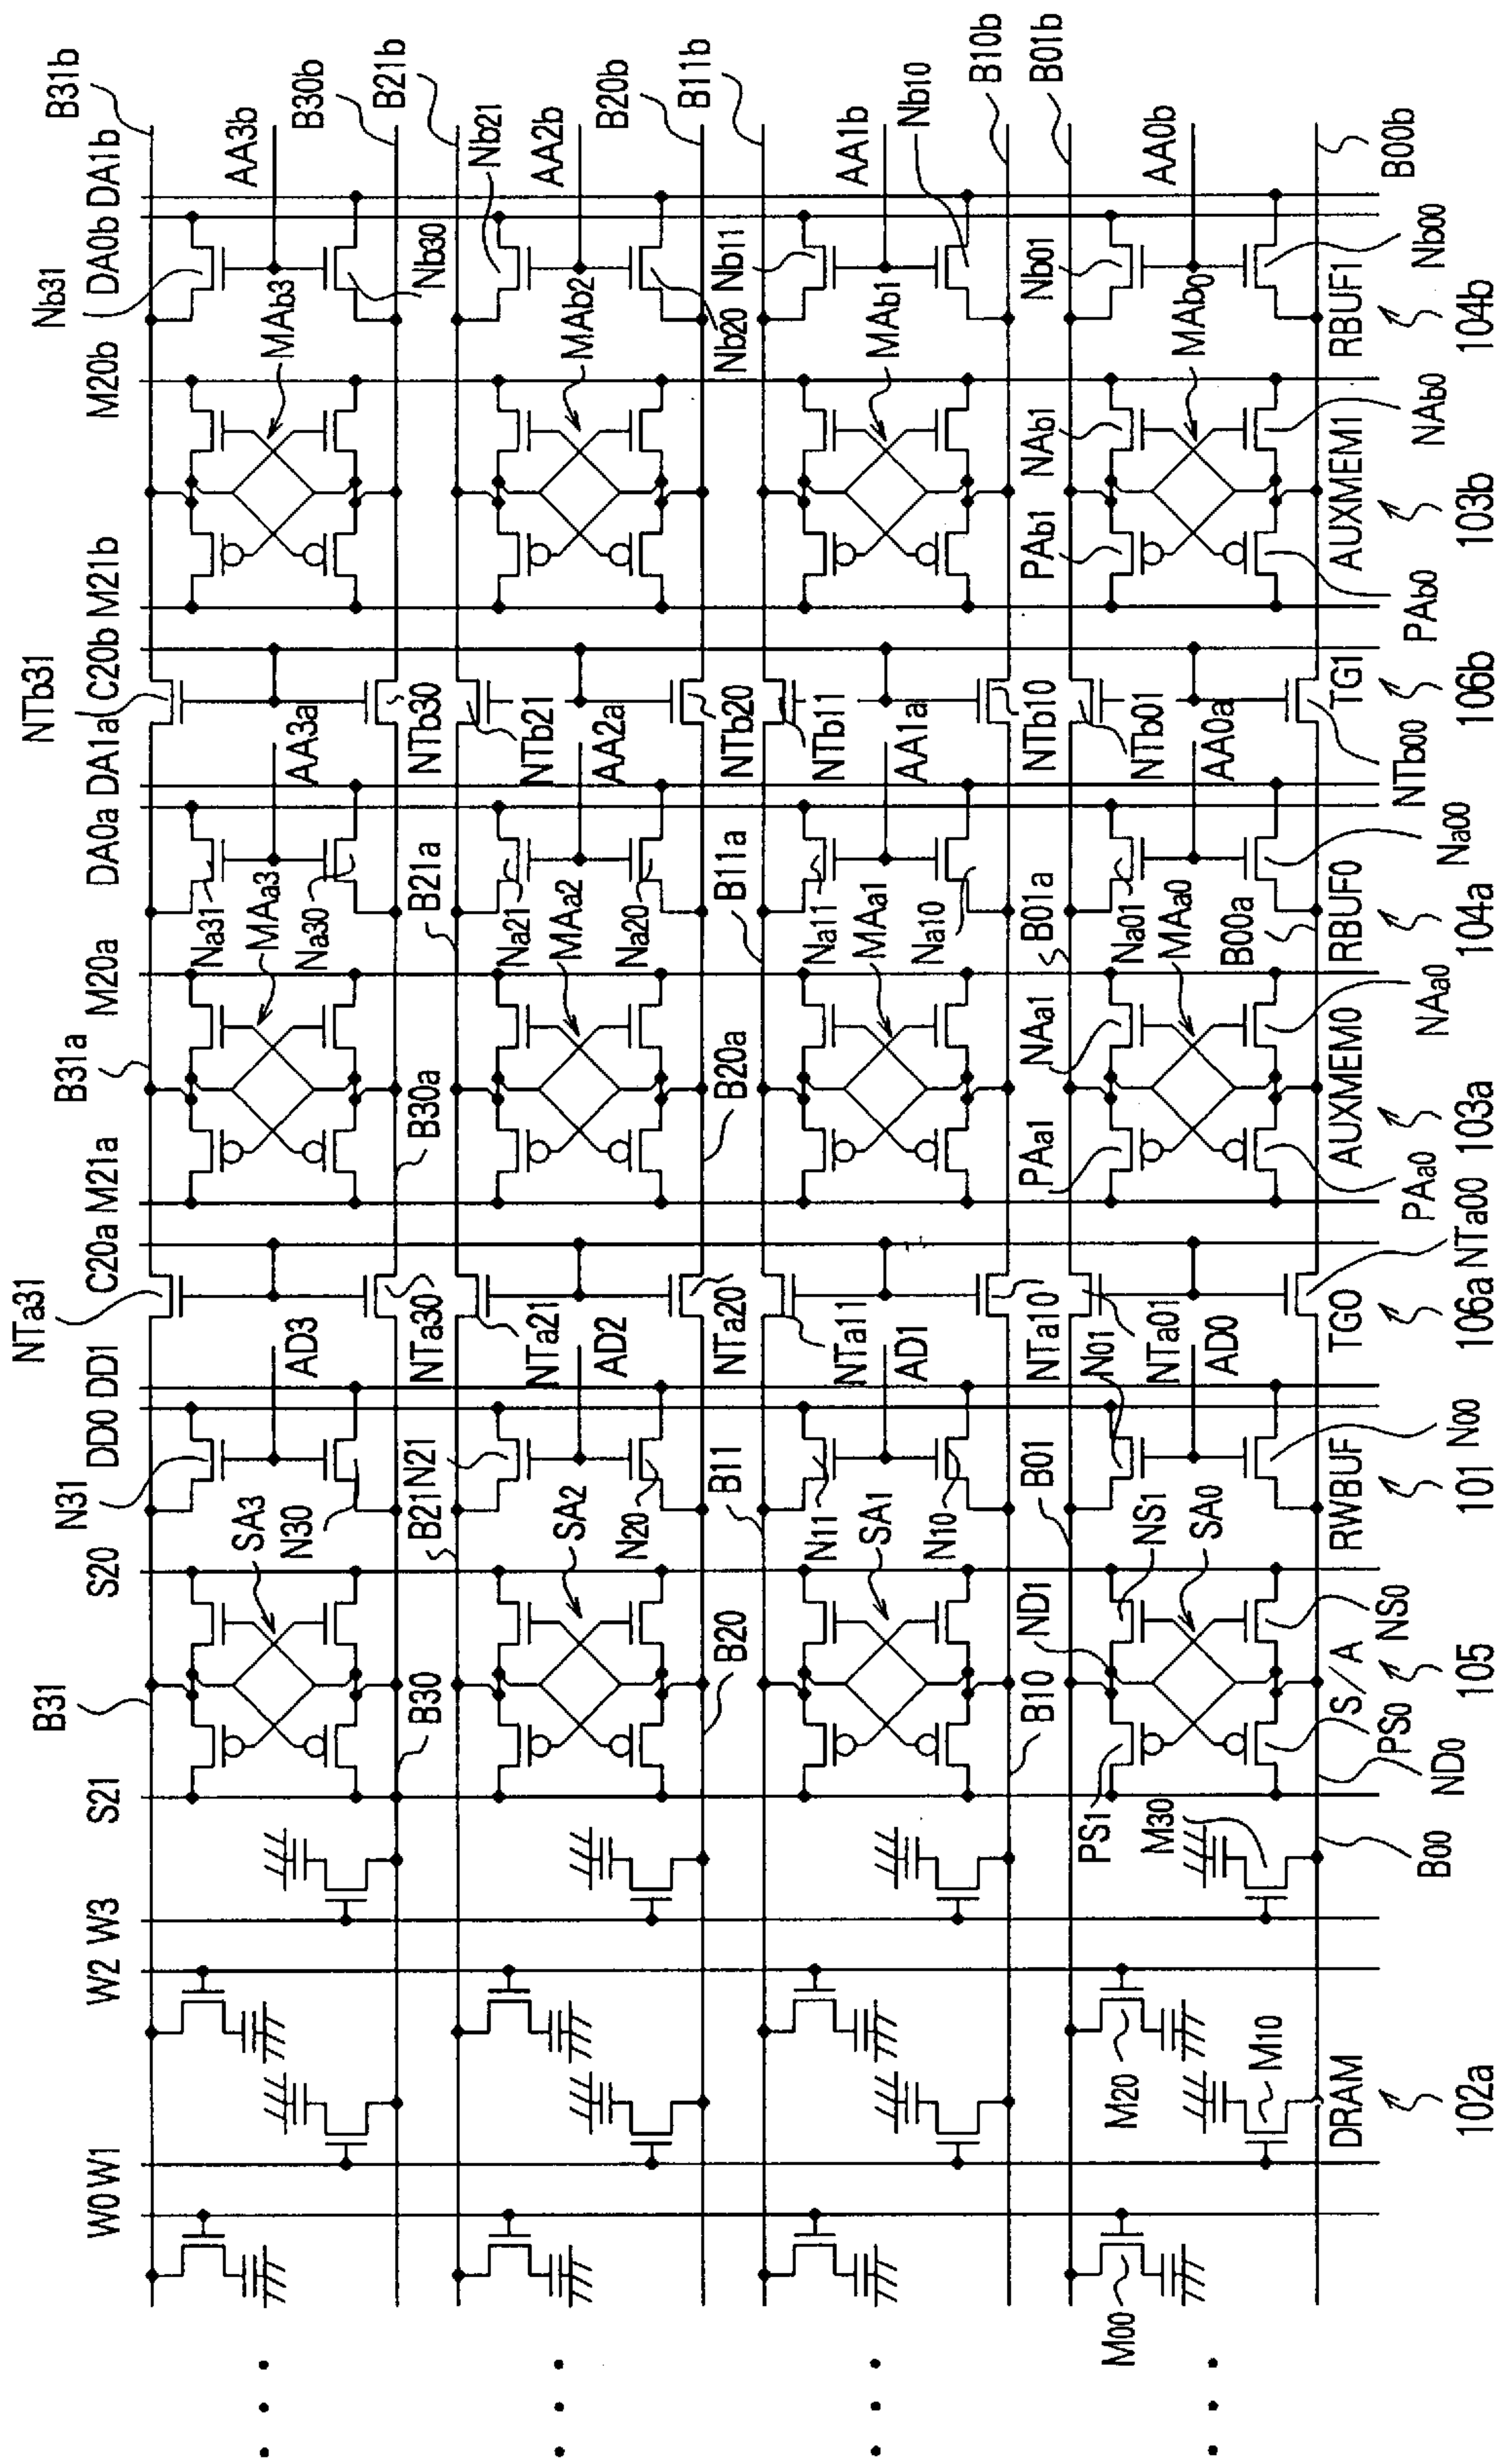 W0 W1 W2 W3 S21 B31 S20 DD0 DD1 C20a M21a B31a M20a DA0a DA1a C20b M21b M20b DA0b DA1b B31b
N31 NTa31 NTb31 Nb31
SA3 AD3 MAa3 Na31 AA3a MAb3 AA3b
B30 N30 NTa30 B30a Na30 NTb30 Nb30 B30b
B21 N21 NTa21 B21a Na21 NTb21 Nb21 B21b
SA2 AD2 MAa2 AA2a MAb2 AA2b
B20 N20 NTa20 B20a Na20 NTb20 Nb20 B20b
B11 N11 NTa11 B11a Na11 NTb11 Nb11 B11b
SA1 AD1 MAa1 AA1a MAb1 AA1b
B10 N10 NTa10 Na10 NTb10 Nb10 B10b
ND1 B01 N01 B01a B01b
M00 M20 M30 PS1 NS1 NTa01 PAa1 NAa1 Na01 NTb01 PAb1 NAb1 Nb01
SA0 AD0 MAa0 AA0a MAb0 AA0b
M10 B00a
DRAM S/A RWBUF TG0 AUXMEM0 RBUF0 TG1 AUXMEM1 RBUF1
B00 ND0 PS0 NS0 N00 NTa00 PAa0 NAa0 Na00 NTb00 PAb0 NAb0 Nb00 B00b
102a 105 101 106a 103a 104a 106b 103b 104b